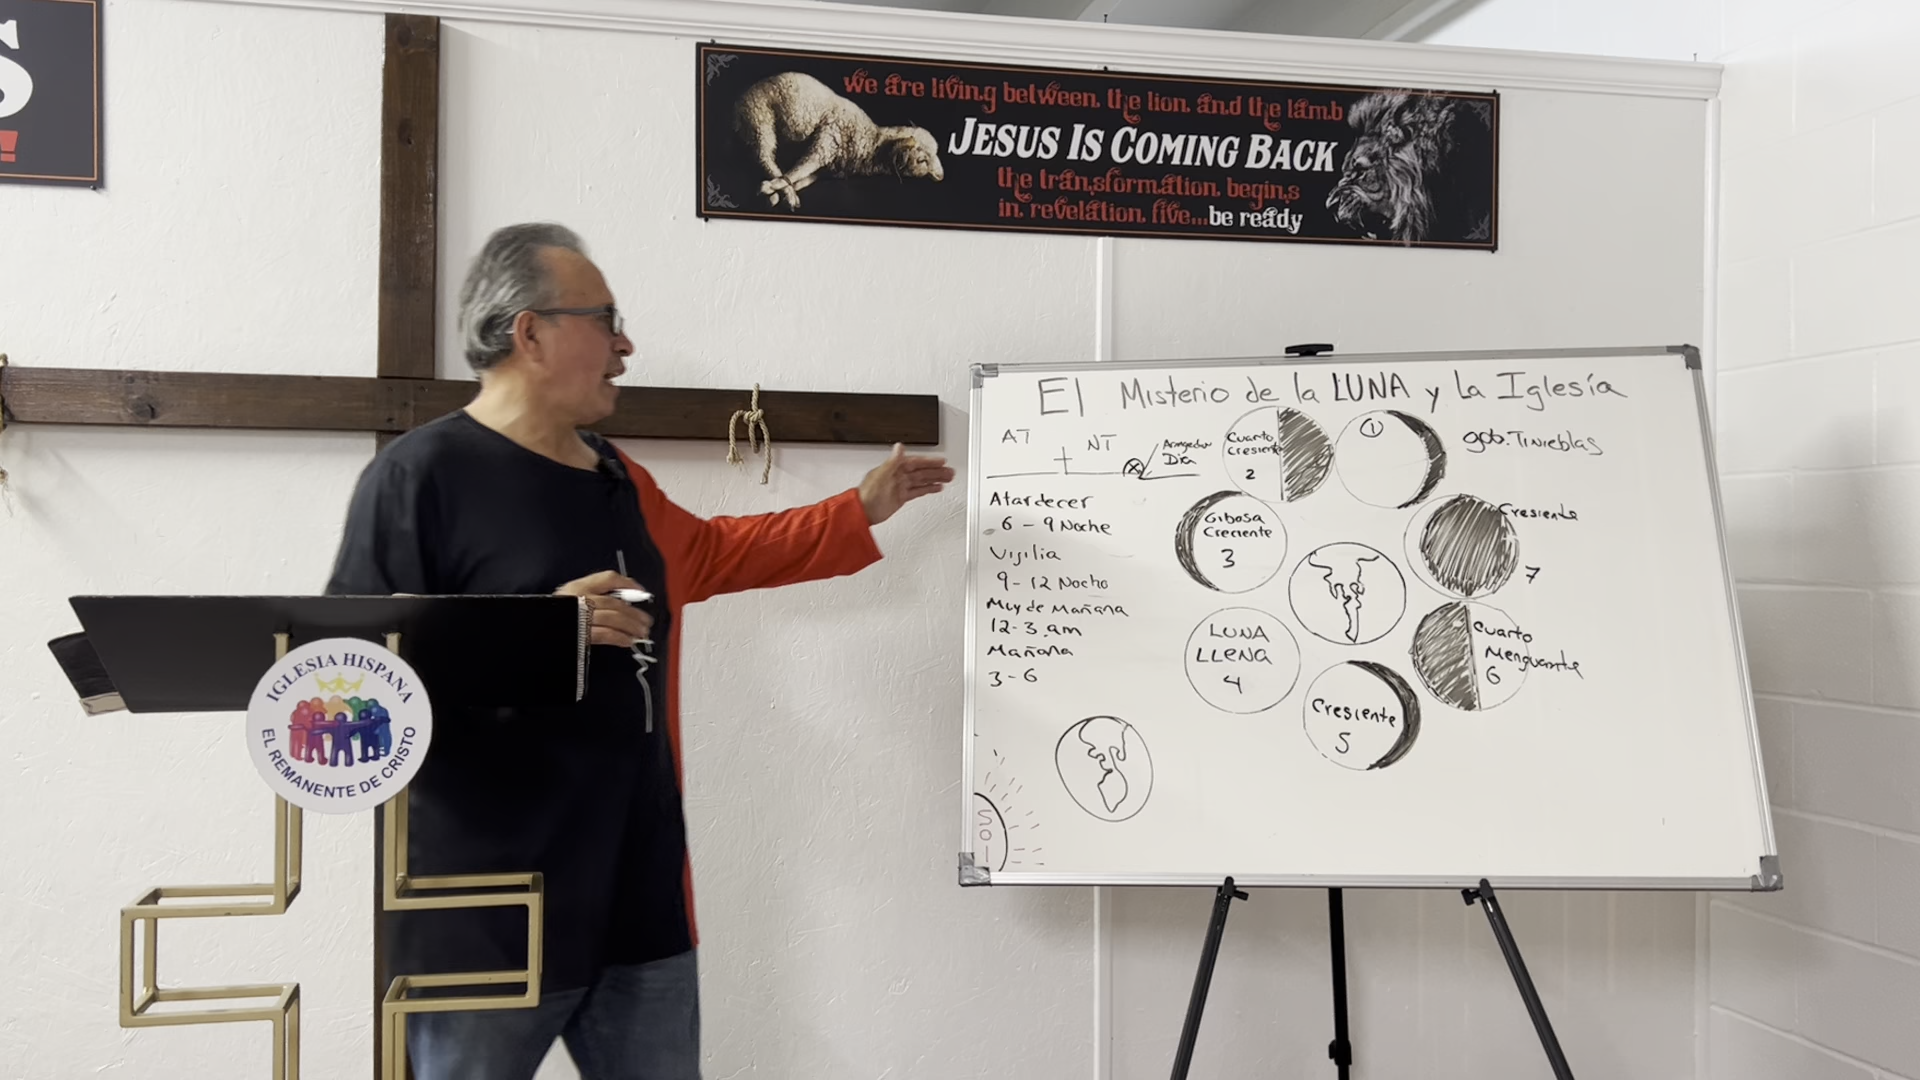 S
!
we are living between the lion and the lamb
JESUS IS COMING BACK
the transformation begins
in revelation five...be ready
El Misterio de la LUNA y La Iglesia
AT
NT
Dia
Atardecer
6 - 9 Noche
Vigilia
9 - 12 Noche
Muy de Mañana
12-3 am
Mañana
3-6
SOL
Cuarto
Cresiente
2
1
gob. Tinieblas
Gibosa
Creciente
3
Cresiente
7
LUNA
LLENA
4
Cuarto
Menguante
6
Cresiente
5
IGLESIA HISPANA
EL REMANENTE DE CRISTO